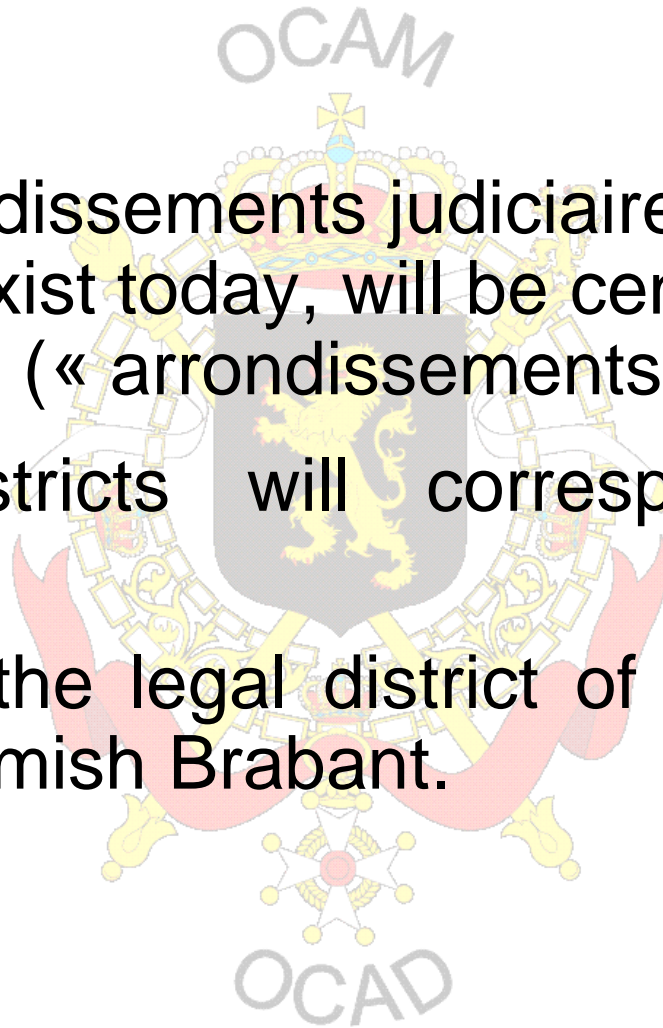 OCAM
dissements judiciaire
xist today, will be cer
(« arrondissements
stricts will corresp
the legal district of
mish Brabant.
OCAD